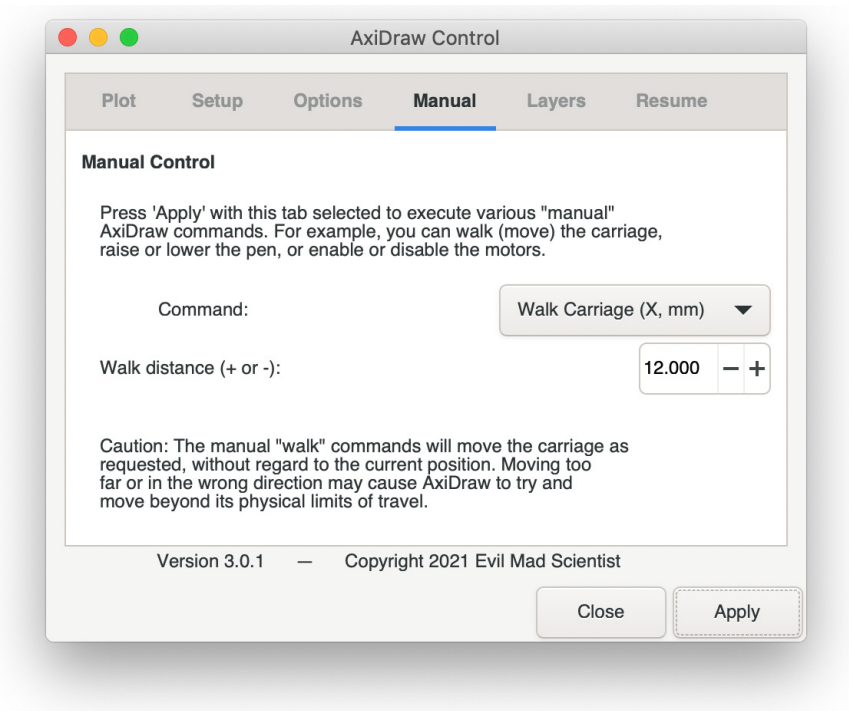 AxiDraw Control
Plot Setup Options Manual Layers Resume
Manual Control
Press 'Apply' with this tab selected to execute various "manual"
AxiDraw commands. For example, you can walk (move) the carriage,
raise or lower the pen, or enable or disable the motors.
Command: Walk Carriage (X, mm)
Walk distance (+ or -): 12.000 − +
Caution: The manual "walk" commands will move the carriage as
requested, without regard to the current position. Moving too
far or in the wrong direction may cause AxiDraw to try and
move beyond its physical limits of travel.
Version 3.0.1 — Copyright 2021 Evil Mad Scientist
Close Apply